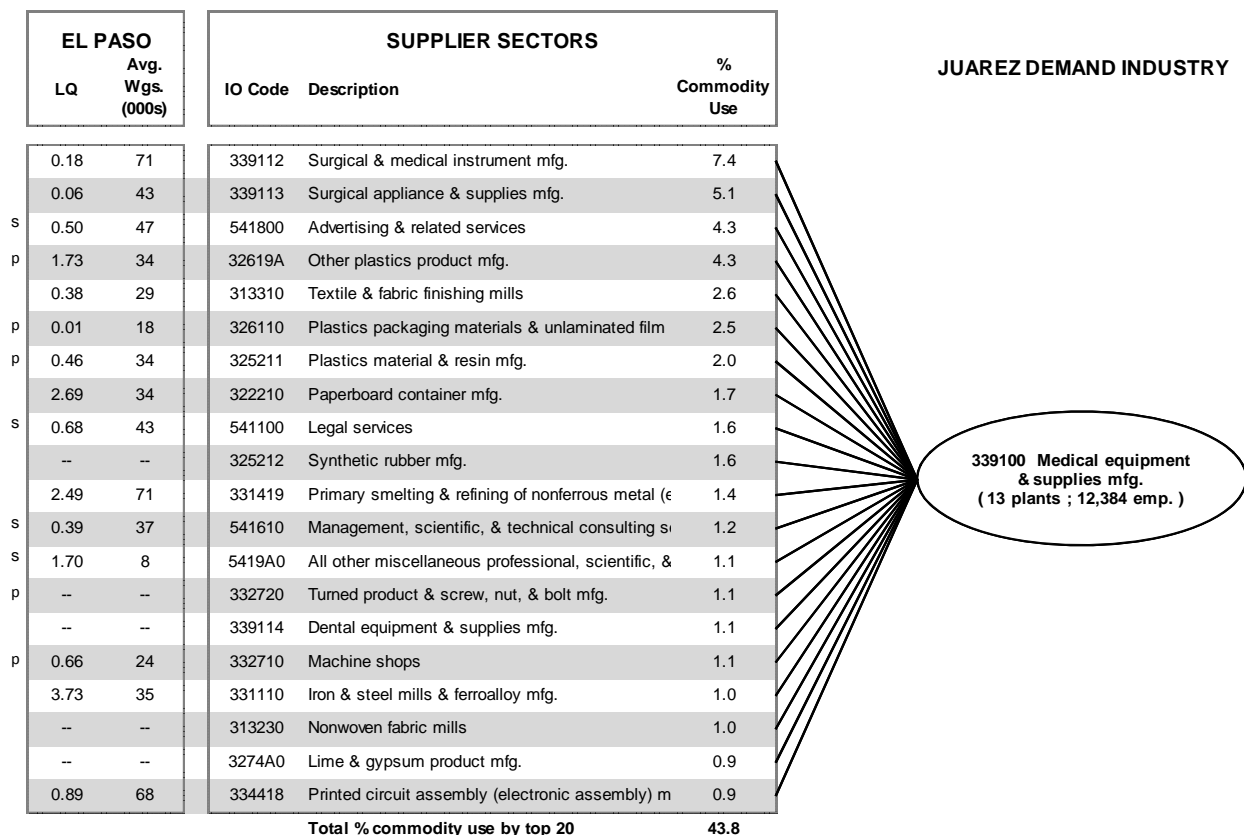 EL PASO
SUPPLIER SECTORS
JUAREZ DEMAND INDUSTRY
LQ Avg. Wgs. (000s) IO Code Description % Commodity Use
0.18 71 339112 Surgical & medical instrument mfg. 7.4
0.06 43 339113 Surgical appliance & supplies mfg. 5.1
s 0.50 47 541800 Advertising & related services 4.3
p 1.73 34 32619A Other plastics product mfg. 4.3
0.38 29 313310 Textile & fabric finishing mills 2.6
p 0.01 18 326110 Plastics packaging materials & unlaminated film 2.5
p 0.46 34 325211 Plastics material & resin mfg. 2.0
2.69 34 322210 Paperboard container mfg. 1.7
s 0.68 43 541100 Legal services 1.6
-- -- 325212 Synthetic rubber mfg. 1.6
2.49 71 331419 Primary smelting & refining of nonferrous metal (e 1.4
s 0.39 37 541610 Management, scientific, & technical consulting s 1.2
s 1.70 8 5419A0 All other miscellaneous professional, scientific, & 1.1
p -- -- 332720 Turned product & screw, nut, & bolt mfg. 1.1
-- -- 339114 Dental equipment & supplies mfg. 1.1
p 0.66 24 332710 Machine shops 1.1
3.73 35 331110 Iron & steel mills & ferroalloy mfg. 1.0
-- -- 313230 Nonwoven fabric mills 1.0
-- -- 3274A0 Lime & gypsum product mfg. 0.9
0.89 68 334418 Printed circuit assembly (electronic assembly) m 0.9
Total % commodity use by top 20 43.8
339100 Medical equipment
& supplies mfg.
( 13 plants ; 12,384 emp. )